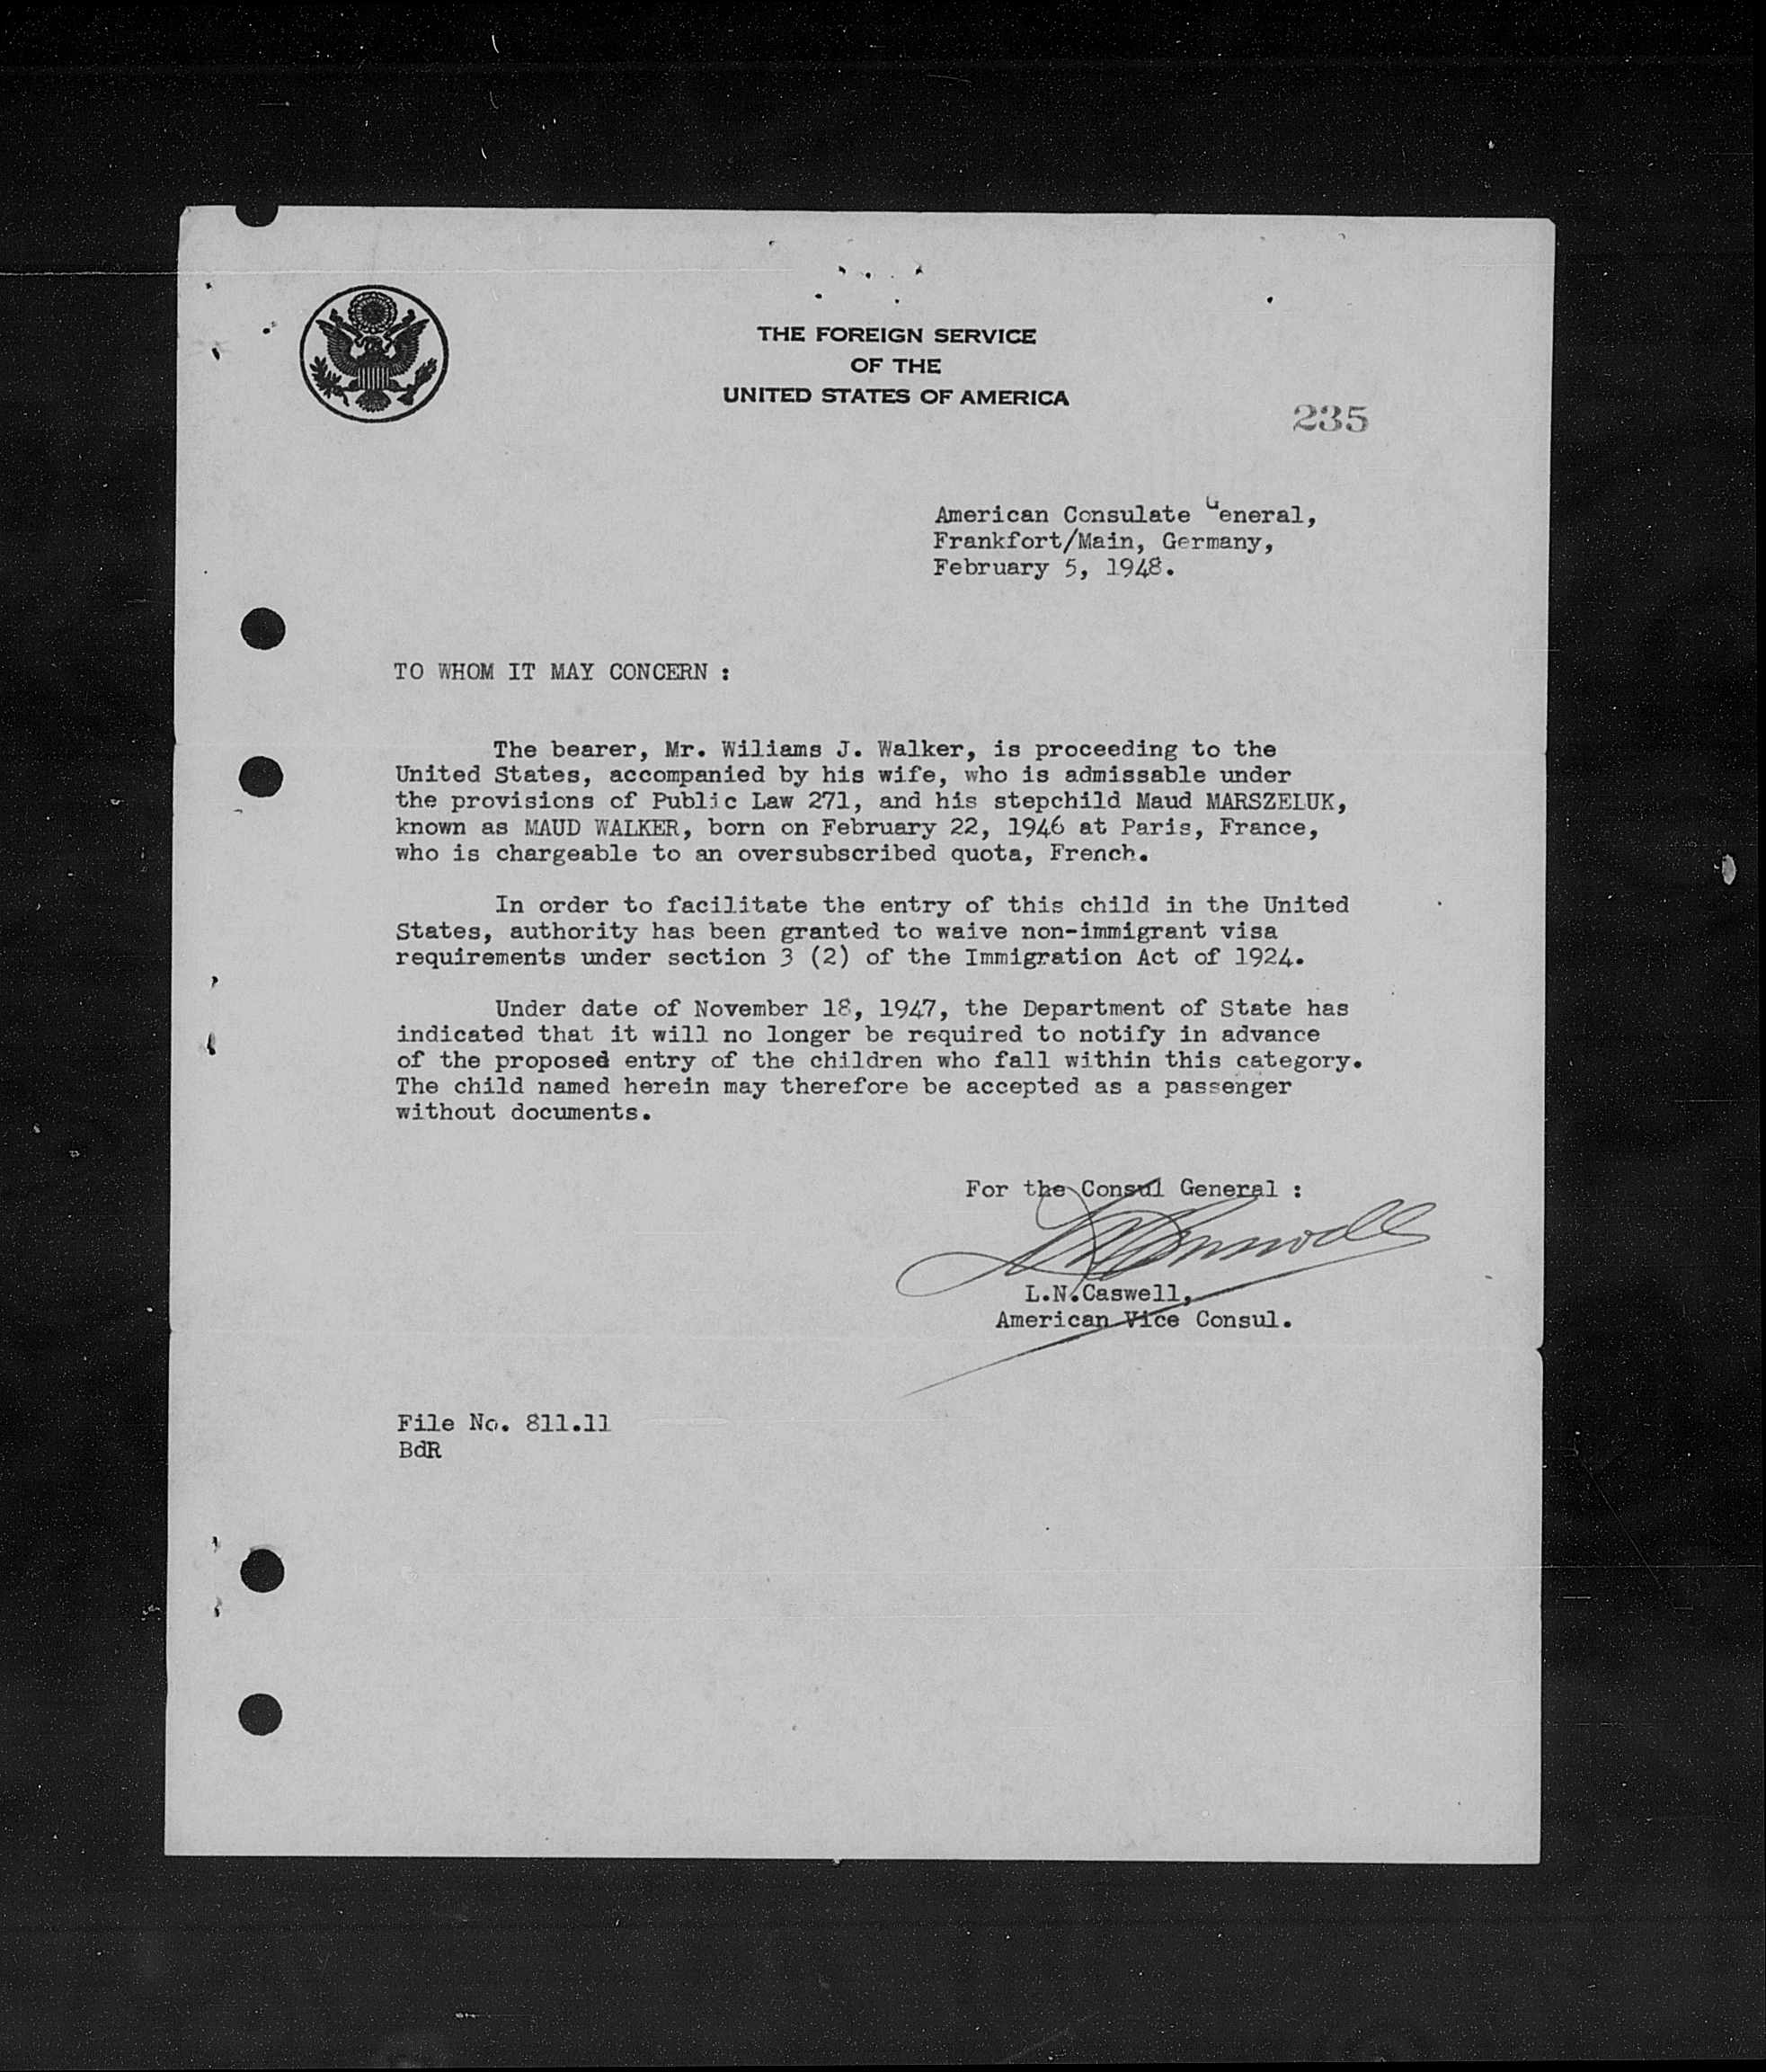 THE FOREIGN SERVICE
OF THE
UNITED STATES OF AMERICA
235
American Consulate General,
Frankfort/Main, Germany,
February 5, 1948.
TO WHOM IT MAY CONCERN :
The bearer, Mr. Wiliams J. Walker, is proceeding to the
United States, accompanied by his wife, who is admissable under
the provisions of Public Law 271, and his stepchild Maud MARSZELUK,
known as MAUD WALKER, born on February 22, 1946 at Paris, France,
who is chargeable to an oversubscribed quota, French.
In order to facilitate the entry of this child in the United
States, authority has been granted to waive non-immigrant visa
requirements under section 3 (2) of the Immigration Act of 1924.
Under date of November 18, 1947, the Department of State has
indicated that it will no longer be required to notify in advance
of the proposed entry of the children who fall within this category.
The child named herein may therefore be accepted as a passenger
without documents.
For the Consul General :
L.N.Caswell,
American Vice Consul.
File No. 811.11
BdR